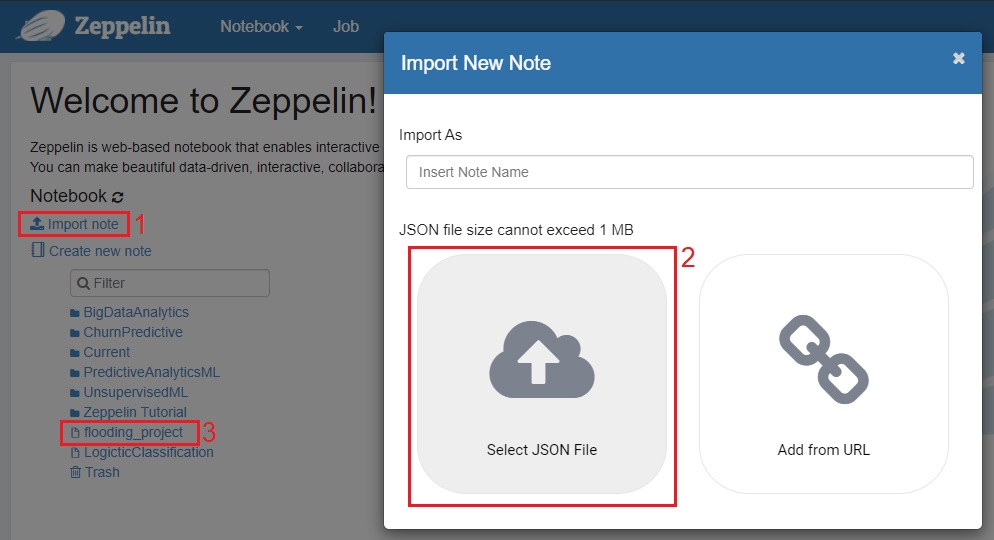 Zeppelin
Notebook
Job
Welcome to Zeppelin!
Zeppelin is web-based notebook that enables interactive
You can make beautiful data-driven, interactive, collabora
Notebook
Import note 1
Create new note
Filter
BigDataAnalytics
ChurnPredictive
Current
PredictiveAnalyticsML
UnsupervisedML
Zeppelin Tutorial
flooding_project 3
LogicticClassification
Trash
Import New Note
Import As
Insert Note Name
JSON file size cannot exceed 1 MB
2
Select JSON File
Add from URL